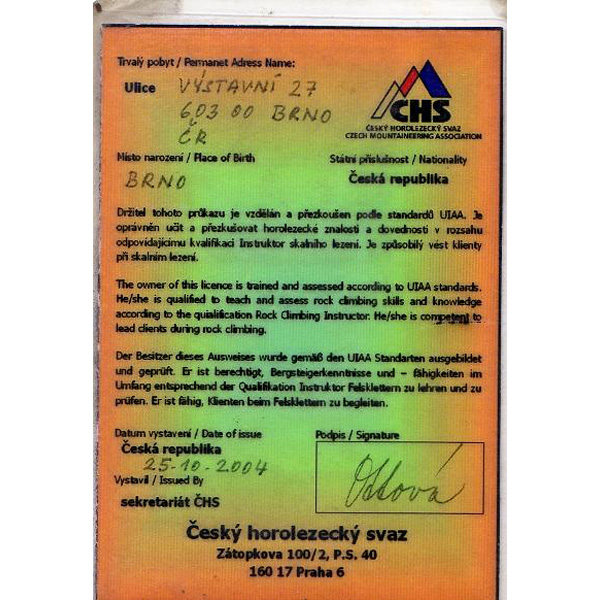 Trvalý pobyt / Permanet Adress Name:
Ulice VÝSTAVNÍ 27
603 00 BRNO
ČR
CHS
ČESKÝ HOROLEZECKÝ SVAZ
CZECH MOUNTAINEERING ASSOCIATION
Místo narození / Place of Birth
Státní příslušnost / Nationality
BRNO
Česká republika
Držitel tohoto průkazu je vzdělán a přezkoušen podle standardů UIAA. Je
oprávněn učit a přezkušovat horolezecké znalosti a dovednosti v rozsahu
odpovídajícímu kvalifikaci Instruktor skalního lezení. Je způsobilý vést klienty
při skalním lezení.
The owner of this licence is trained and assessed according to UIAA standards.
He/she is qualified to teach and assess rock climbing skills and knowledge
according to the quialification Rock Climbing Instructor. He/she is competent to
lead clients during rock climbing.
Der Besitzer dieses Ausweises wurde gemäß den UIAA Standarten ausgebildet
und geprüft. Er ist berechtigt, Bergsteigerkenntnisse und – fähigkeiten im
Umfang entsprechend der Qualifikation Instruktor Felsklettern zu lehren und zu
prüfen. Er ist fähig, Klienten beim Felsklettern zu begleiten.
Datum vystavení / Date of issue
Podpis / Signature
Česká republika
25-10-2004
Vystavil / Issued By
sekretariát ČHS
Český horolezecký svaz
Zátopkova 100/2, P.S. 40
160 17 Praha 6